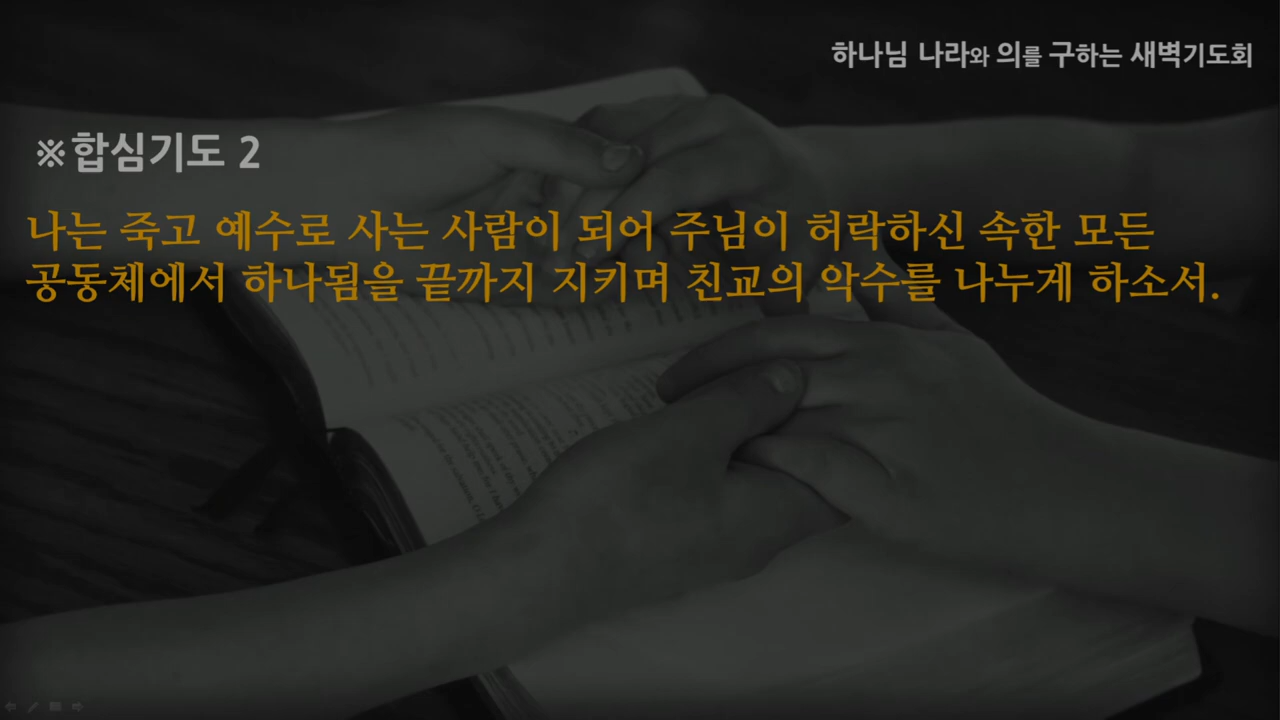 하나님 나라와 의를 구하는 새벽기도회
※합심기도 2
나는 죽고 예수로 사는 사람이 되어 주님이 허락하신 속한 모든
공동체에서 하나됨을 끝까지 지키며 친교의 악수를 나누게 하소서.